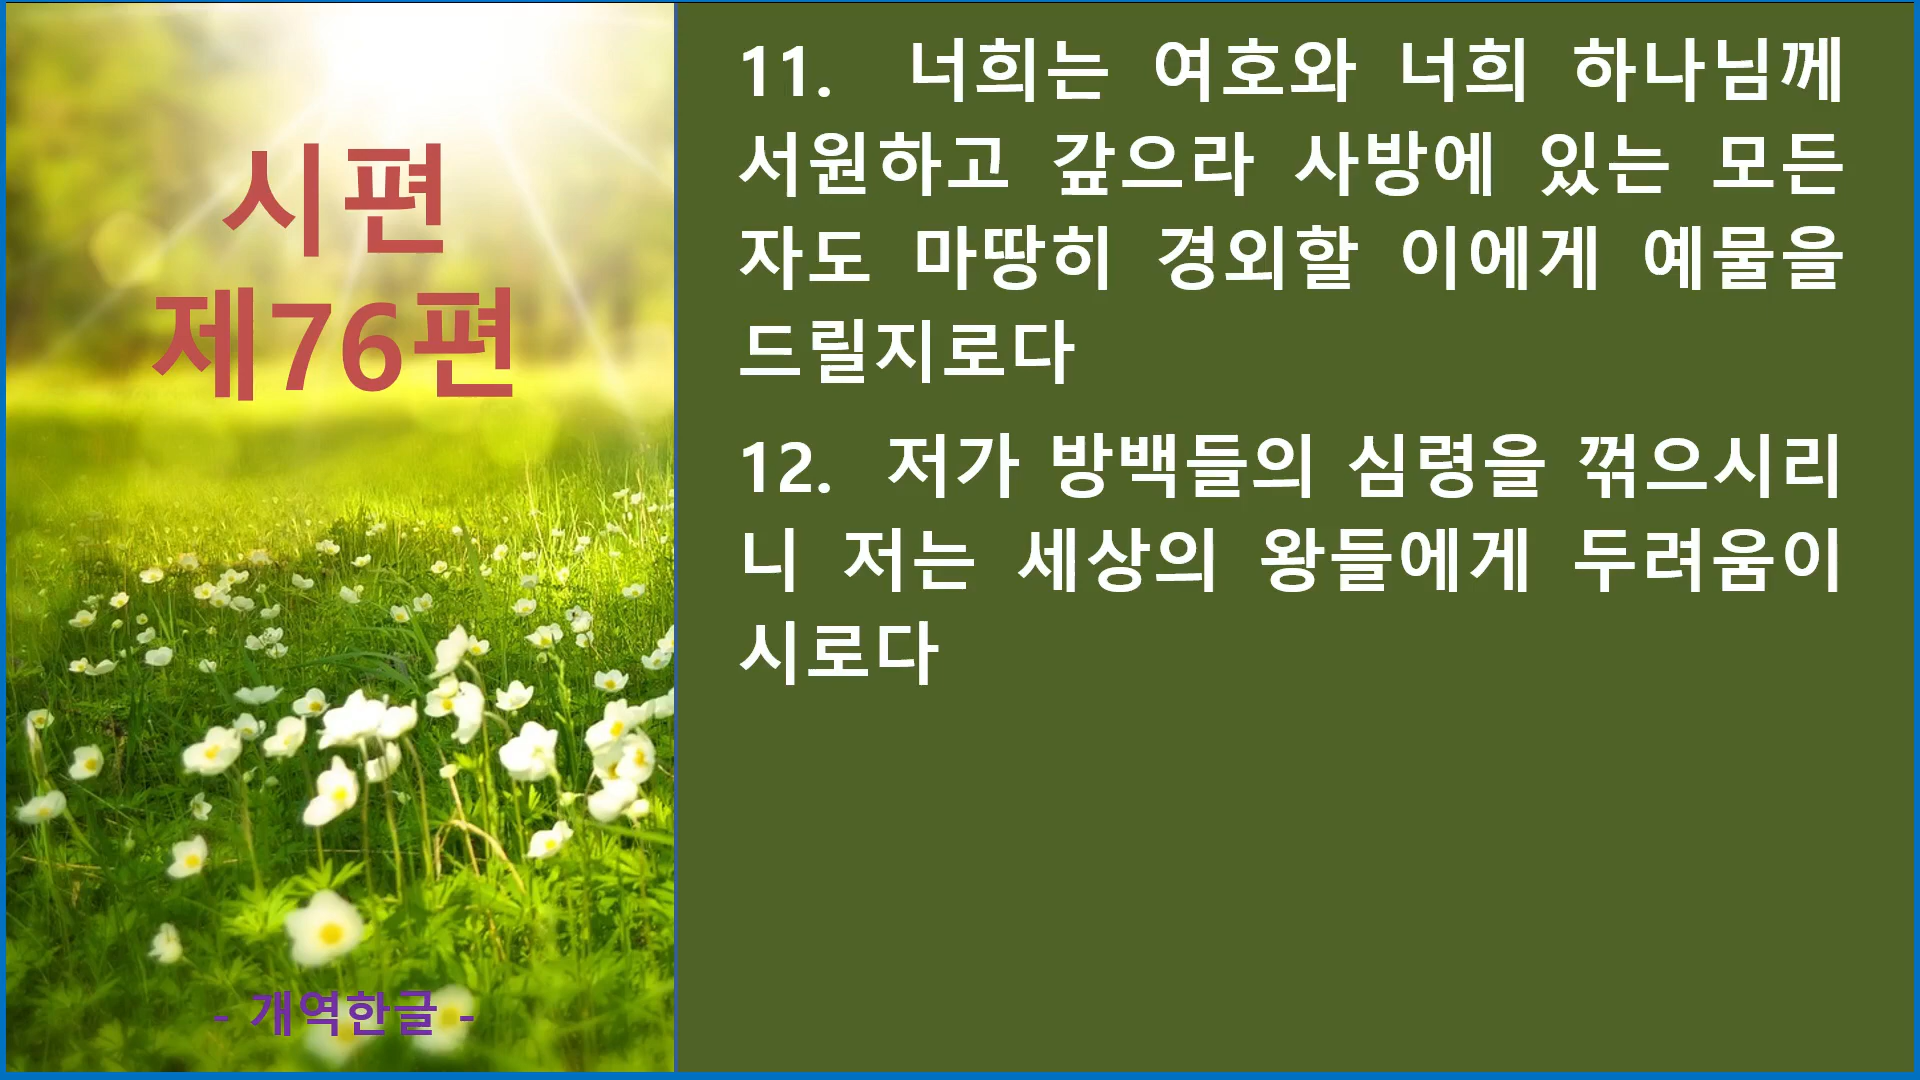 시편
제76편
- 개역한글 -
11. 너희는 여호와 너희 하나님께
서원하고 갚으라 사방에 있는 모든
자도 마땅히 경외할 이에게 예물을
드릴지로다
12. 저가 방백들의 심령을 꺾으시리
니 저는 세상의 왕들에게 두려움이
시로다